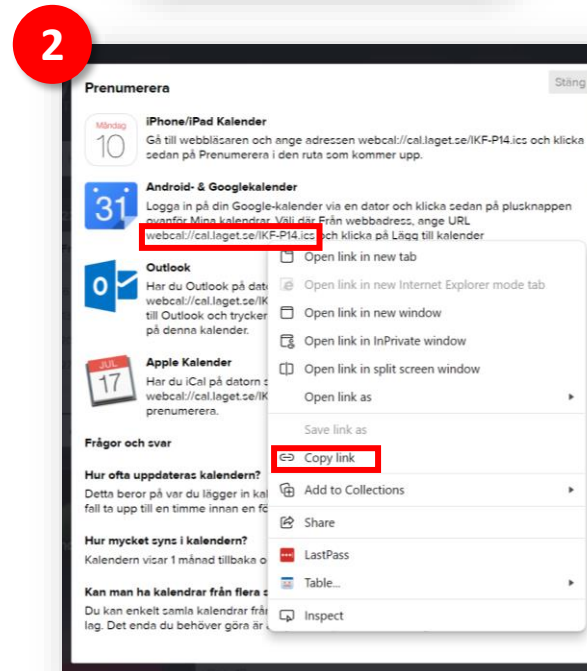 2
Prenumerera
Stäng
Måndag
10
iPhone/iPad Kalender
Gå till webbläsaren och ange adressen webcal://cal.laget.se/IKF-P14.ics och klicka
sedan på Prenumerera i den ruta som kommer upp.
31
Android- & Googlekalender
Logga in på din Google-kalender via en dator och klicka sedan på plusknappen
ovanför Mina kalendrar. Välj där Från webbadress, ange URL
webcal://cal.laget.se/IKF-P14.ics och klicka på Lägg till kalender
Outlook
Har du Outlook på dat
webcal://cal.laget.se/IK
till Outlook och trycker
på denna kalender.
JUL
17
Apple Kalender
Har du iCal på datorn s
webcal://cal.laget.se/IK
prenumerera.
Frågor och svar
Hur ofta uppdateras kalendern?
Detta beror på var du lägger in kal
fall ta upp till en timme innan en fö
Hur mycket syns i kalendern?
Kalendern visar 1 månad tillbaka o
Kan man ha kalendrar från flera
Du kan enkelt samla kalendrar frå
lag. Det enda du behöver göra är
Open link in new tab
Open link in new Internet Explorer mode tab
Open link in new window
Open link in InPrivate window
Open link in split screen window
Open link as
Save link as
Copy link
Add to Collections
Share
LastPass
Table...
Inspect